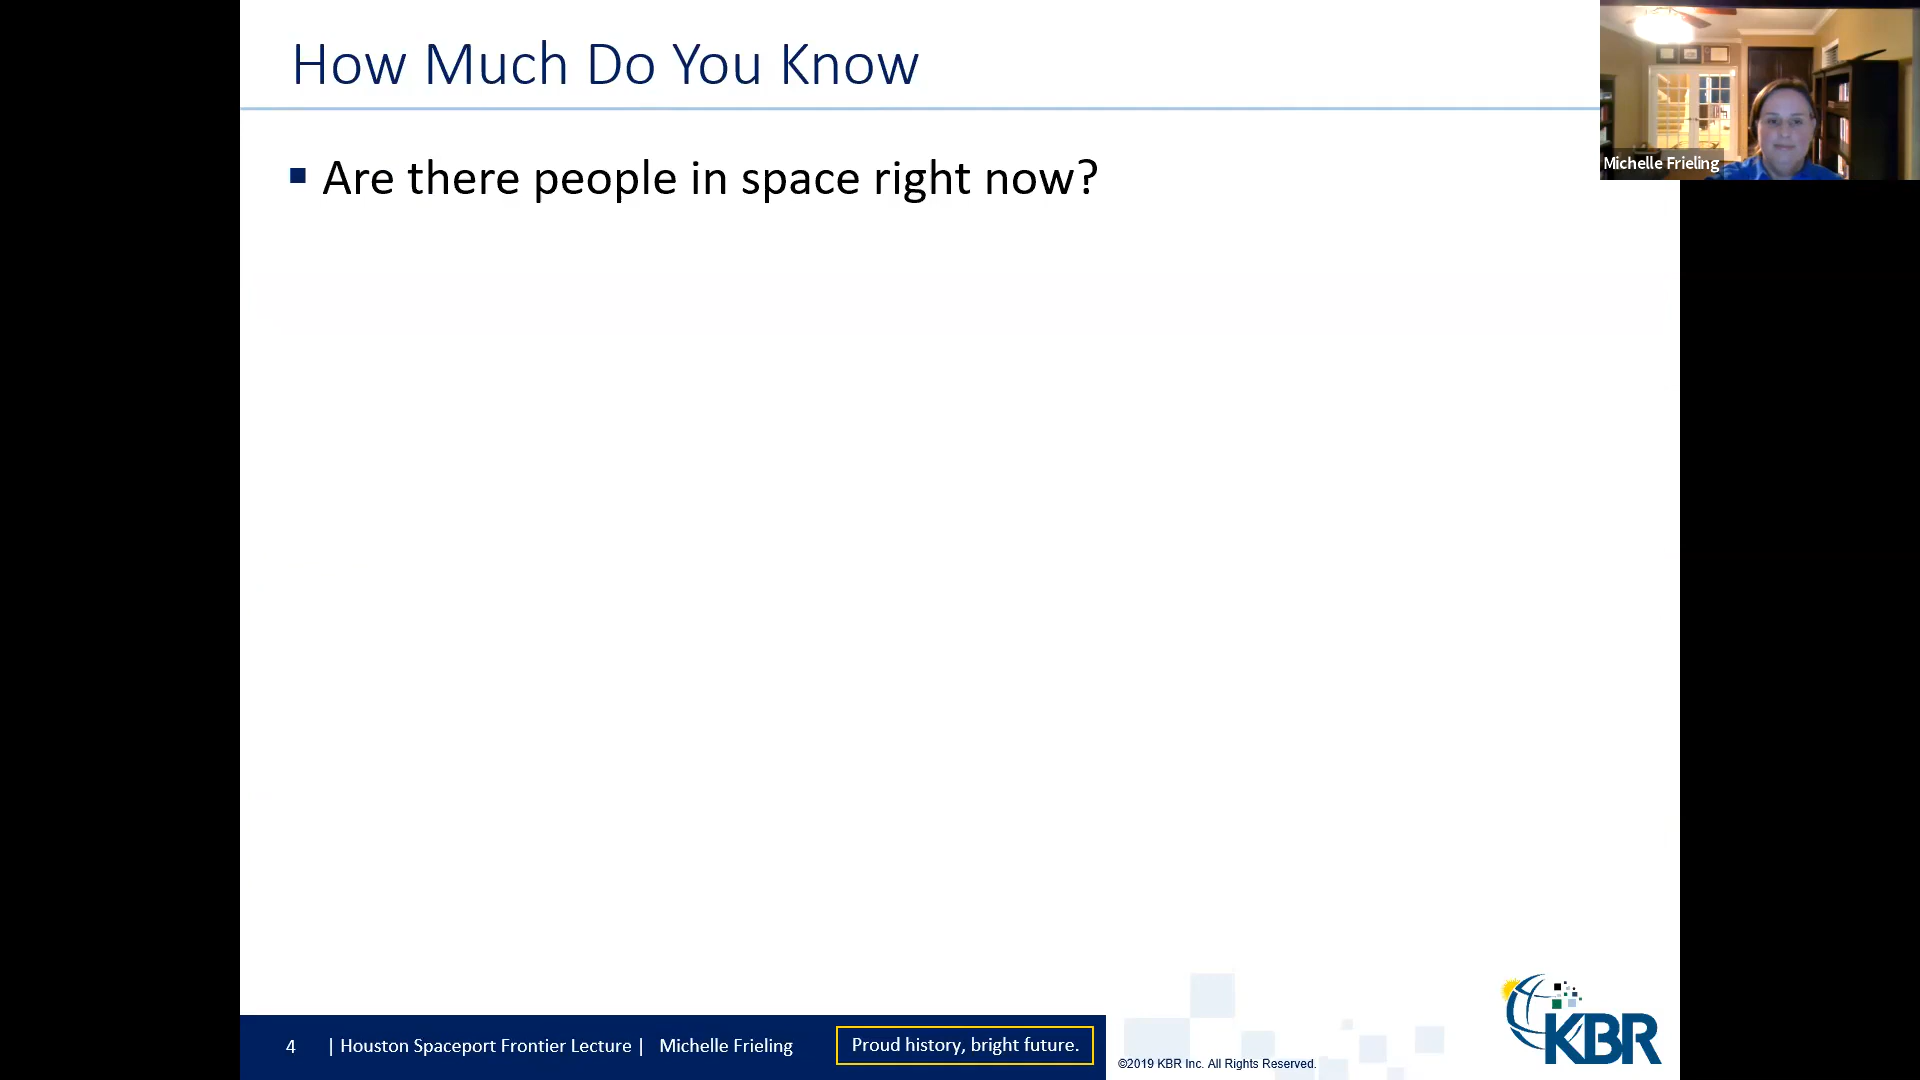 How Much Do You Know
Michelle Frieling
▪ Are there people in space right now?
4 | Houston Spaceport Frontier Lecture | Michelle Frieling
Proud history, bright future.
©2019 KBR Inc. All Rights Reserved.
KBR